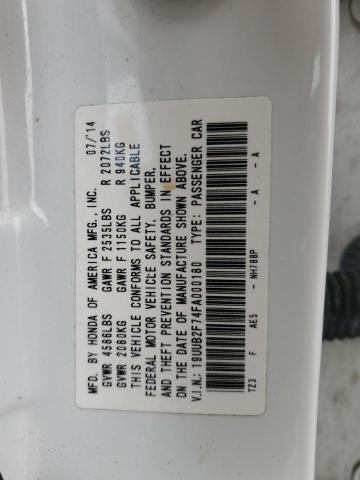 MFD. BY HONDA OF AMERICA MFG., INC. 07/14
GVWR 4586LBS GAWR F 2535LBS R 2072LBS
GVWR 2080KG GAWR F 1150KG R 940KG
THIS VEHICLE CONFORMS TO ALL APPLICABLE
FEDERAL MOTOR VEHICLE SAFETY, BUMPER,
AND THEFT PREVENTION STANDARDS IN EFFECT
ON THE DATE OF MANUFACTURE SHOWN ABOVE.
V.I.N.: 19UUB2F74FA000180 TYPE: PASSENGER CAR
TZ3 F AE5 - NH788P - A - A